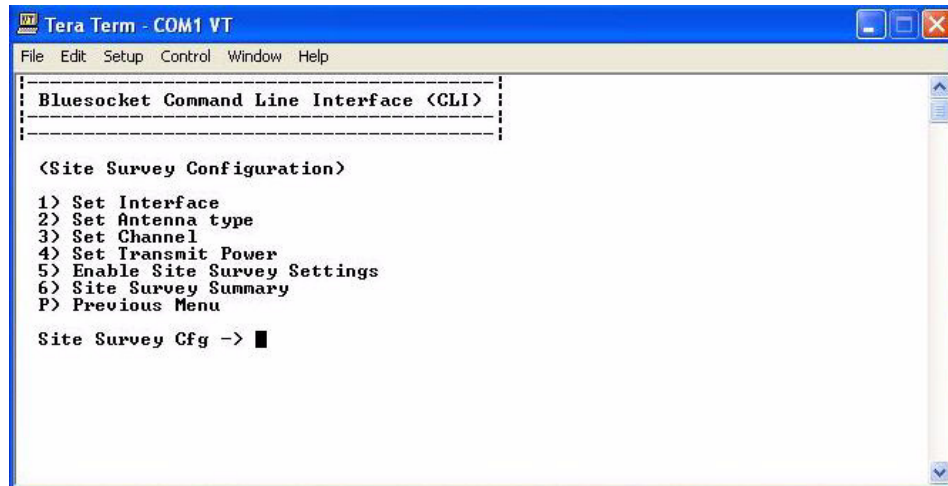 Tera Term - COM1 VT
File Edit Setup Control Window Help
Bluesocket Command Line Interface (CLI)
(Site Survey Configuration)
1) Set Interface
2) Set Antenna type
3) Set Channel
4) Set Transmit Power
5) Enable Site Survey Settings
6) Site Survey Summary
P) Previous Menu
Site Survey Cfg ->